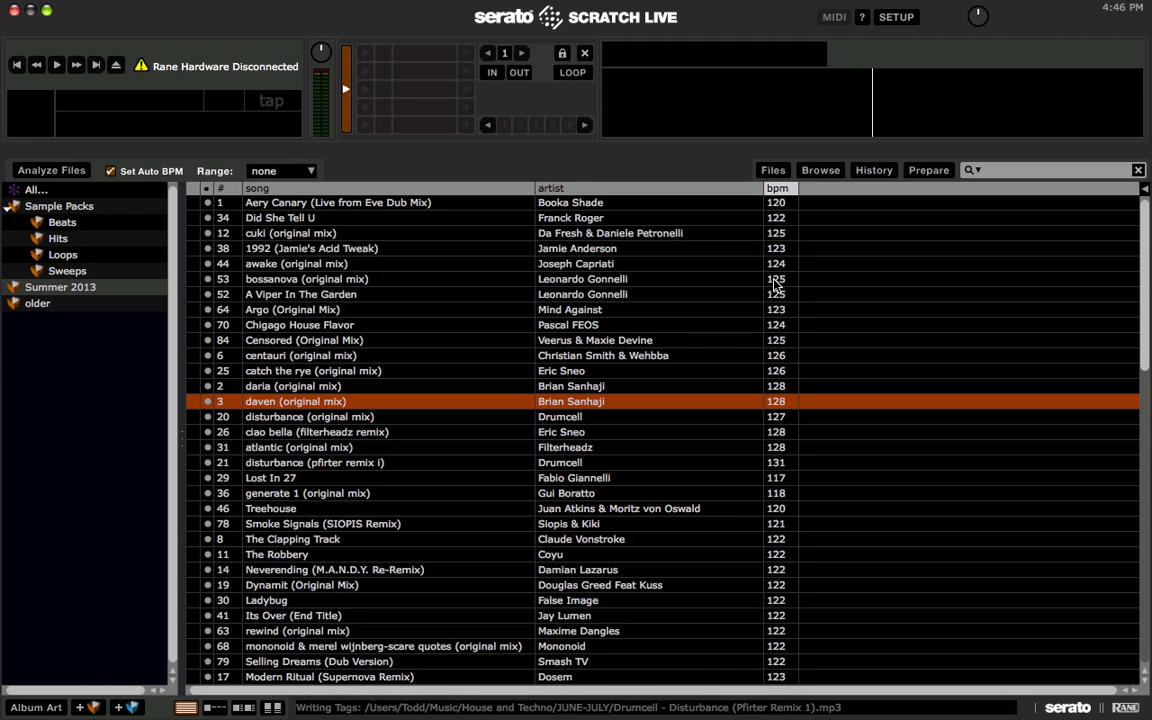 4:46 PM
serato SCRATCH LIVE
MIDI ? SETUP
Rane Hardware Disconnected
1
IN OUT LOOP
tap
Analyze Files Set Auto BPM Range: none Files Browse History Prepare
# song artist bpm
All...
Sample Packs
Beats
Hits
Loops
Sweeps
Summer 2013
older
1 Aery Canary (Live from Eve Dub Mix) Booka Shade 120
34 Did She Tell U Franck Roger 122
12 cuki (original mix) Da Fresh & Daniele Petronelli 125
38 1992 (Jamie's Acid Tweak) Jamie Anderson 123
44 awake (original mix) Joseph Capriati 124
53 bossanova (original mix) Leonardo Gonnelli 125
52 A Viper In The Garden Leonardo Gonnelli 125
64 Argo (Original Mix) Mind Against 123
70 Chigago House Flavor Pascal FEOS 124
84 Censored (Original Mix) Veerus & Maxie Devine 125
6 centauri (original mix) Christian Smith & Wehbba 126
25 catch the rye (original mix) Eric Sneo 126
2 daria (original mix) Brian Sanhaji 128
3 daven (original mix) Brian Sanhaji 128
20 disturbance (original mix) Drumcell 127
26 ciao bella (filterheadz remix) Eric Sneo 128
31 atlantic (original mix) Filterheadz 128
21 disturbance (pfirter remix i) Drumcell 131
29 Lost In 27 Fabio Giannelli 117
36 generate 1 (original mix) Gui Boratto 118
46 Treehouse Juan Atkins & Moritz von Oswald 120
78 Smoke Signals (SIOPIS Remix) Siopis & Kiki 121
8 The Clapping Track Claude Vonstroke 122
11 The Robbery Coyu 122
14 Neverending (M.A.N.D.Y. Re-Remix) Damian Lazarus 122
19 Dynamit (Original Mix) Douglas Greed Feat Kuss 122
30 Ladybug False Image 122
41 Its Over (End Title) Jay Lumen 122
63 rewind (original mix) Maxime Dangles 122
68 mononoid & merel wijnberg-scare quotes (original mix) Mononoid 122
79 Selling Dreams (Dub Version) Smash TV 122
17 Modern Ritual (Supernova Remix) Dosem 123
Album Art Writing Tags: /Users/Todd/Music/House and Techno/JUNE-JULY/Drumcell - Disturbance (Pfirter Remix 1).mp3 serato RANE